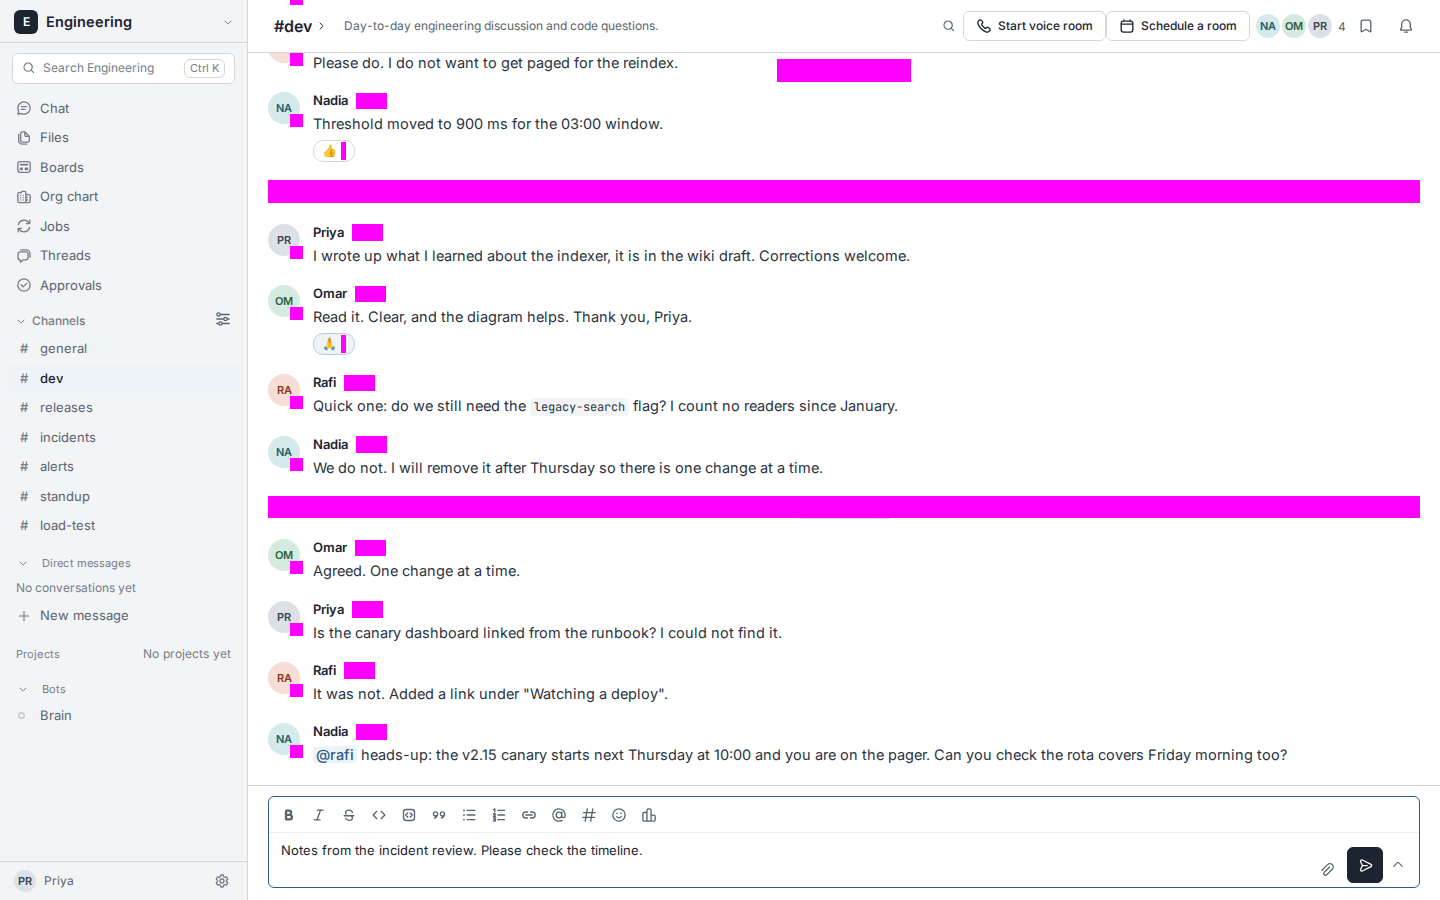 E Engineering
Search Engineering Ctrl K
Chat
Files
Boards
Org chart
Jobs
Threads
Approvals
Channels
# general
# dev
# releases
# incidents
# alerts
# standup
# load-test
Direct messages
No conversations yet
New message
Projects No projects yet
Bots
Brain
PR Priya
#dev Day-to-day engineering discussion and code questions. Start voice room Schedule a room NA OM PR 4
Please do. I do not want to get paged for the reindex.
NA Nadia
Threshold moved to 900 ms for the 03:00 window.
👍
PR Priya
I wrote up what I learned about the indexer, it is in the wiki draft. Corrections welcome.
OM Omar
Read it. Clear, and the diagram helps. Thank you, Priya.
🙏
RA Rafi
Quick one: do we still need the legacy-search flag? I count no readers since January.
NA Nadia
We do not. I will remove it after Thursday so there is one change at a time.
OM Omar
Agreed. One change at a time.
PR Priya
Is the canary dashboard linked from the runbook? I could not find it.
RA Rafi
It was not. Added a link under "Watching a deploy".
NA Nadia
@rafi heads-up: the v2.15 canary starts next Thursday at 10:00 and you are on the pager. Can you check the rota covers Friday morning too?
Notes from the incident review. Please check the timeline.